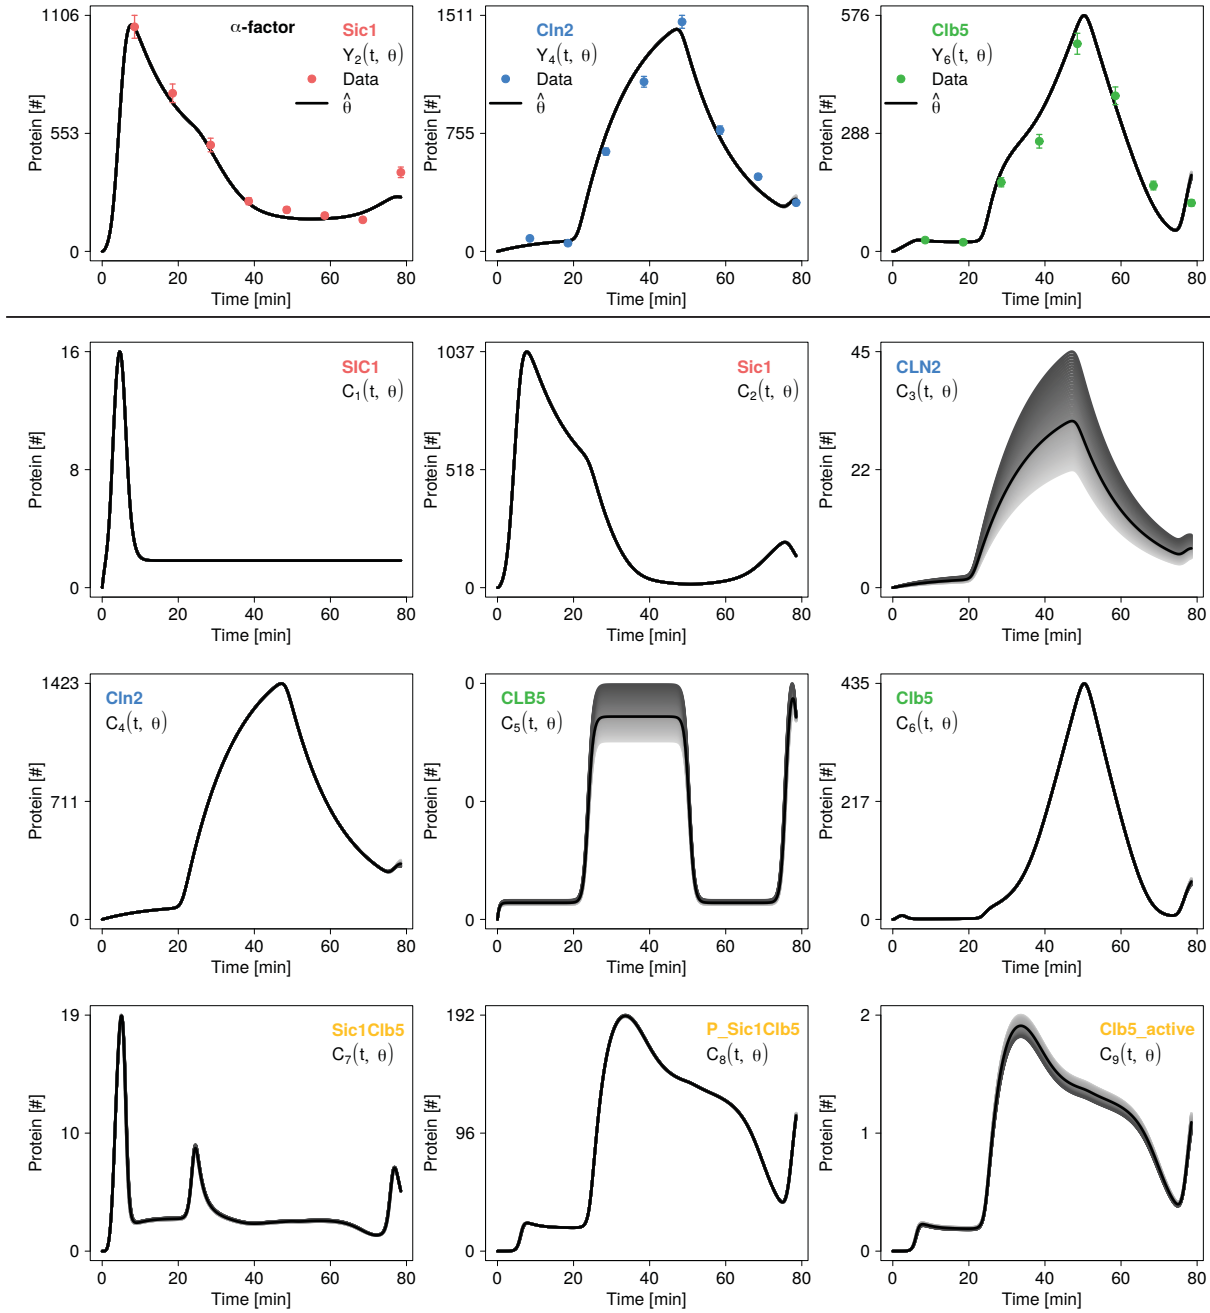 α-factor
Sic1
Y2(t, θ)
Data
θ̂
1106
553
0
Protein [#]
0 20 40 60 80
Time [min]
Cln2
Y4(t, θ)
Data
θ̂
1511
755
0
Protein [#]
0 20 40 60 80
Time [min]
Clb5
Y6(t, θ)
Data
θ̂
576
288
0
Protein [#]
0 20 40 60 80
Time [min]
SIC1
C1(t, θ)
16
8
0
Protein [#]
0 20 40 60 80
Time [min]
Sic1
C2(t, θ)
1037
518
0
Protein [#]
0 20 40 60 80
Time [min]
CLN2
C3(t, θ)
45
22
0
Protein [#]
0 20 40 60 80
Time [min]
Cln2
C4(t, θ)
1423
711
0
Protein [#]
0 20 40 60 80
Time [min]
CLB5
C5(t, θ)
0
0
0
Protein [#]
0 20 40 60 80
Time [min]
Clb5
C6(t, θ)
435
217
0
Protein [#]
0 20 40 60 80
Time [min]
Sic1Clb5
C7(t, θ)
19
10
0
Protein [#]
0 20 40 60 80
Time [min]
P_Sic1Clb5
C8(t, θ)
192
96
0
Protein [#]
0 20 40 60 80
Time [min]
Clb5_active
C9(t, θ)
2
1
0
Protein [#]
0 20 40 60 80
Time [min]